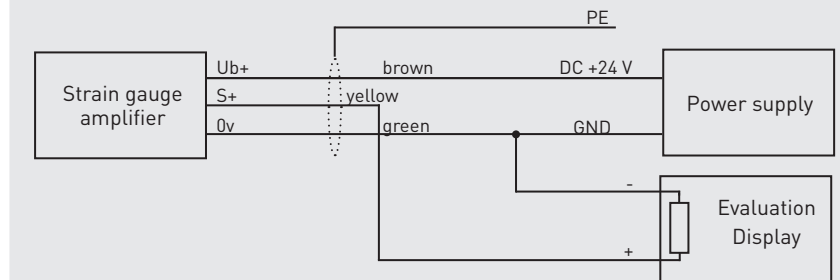 PE
Ub+ brown DC +24 V
Strain gauge
amplifier
S+ yellow
Power supply
0v green GND
-
Evaluation
Display
+